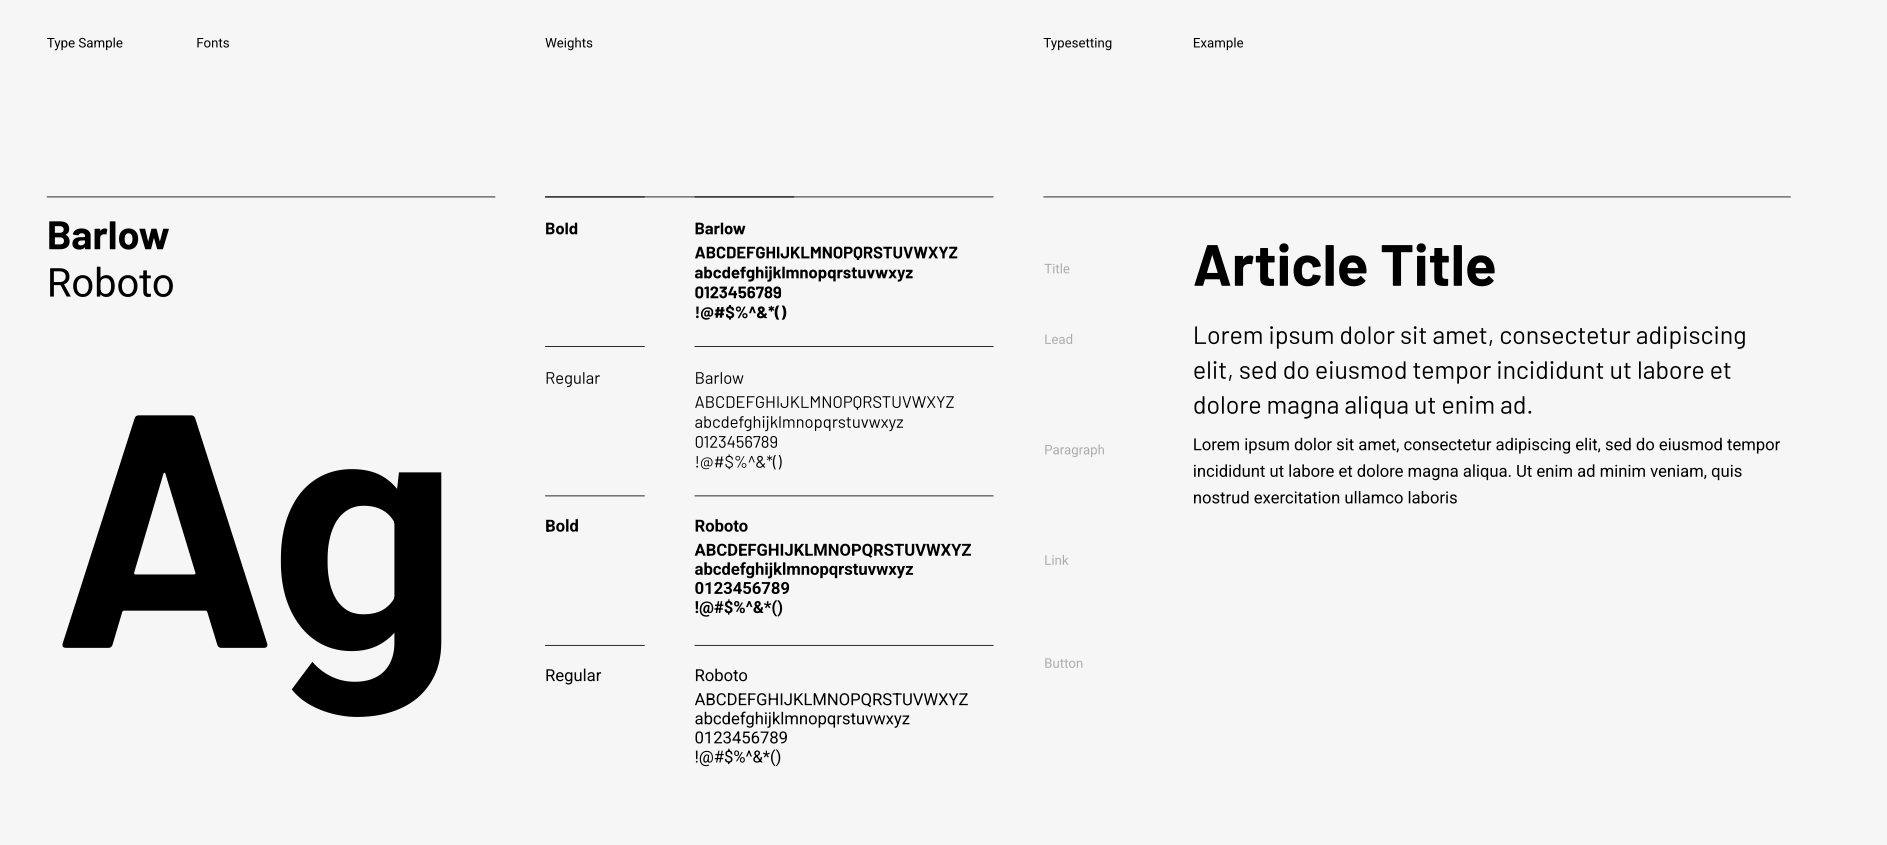 Type Sample
Fonts
Weights
Typesetting
Example
Barlow
Roboto
Ag
Bold
Barlow
ABCDEFGHIJKLMNOPQRSTUVWXYZ
abcdefghijklmnopqrstuvwxyz
0123456789
!@#$%^&*()
Regular
Barlow
ABCDEFGHIJKLMNOPQRSTUVWXYZ
abcdefghijklmnopqrstuvwxyz
0123456789
!@#$%^&*()
Bold
Roboto
ABCDEFGHIJKLMNOPQRSTUVWXYZ
abcdefghijklmnopqrstuvwxyz
0123456789
!@#$%^&*()
Regular
Roboto
ABCDEFGHIJKLMNOPQRSTUVWXYZ
abcdefghijklmnopqrstuvwxyz
0123456789
!@#$%^&*()
Title
Article Title
Lead
Lorem ipsum dolor sit amet, consectetur adipiscing
elit, sed do eiusmod tempor incididunt ut labore et
dolore magna aliqua ut enim ad.
Paragraph
Lorem ipsum dolor sit amet, consectetur adipiscing elit, sed do eiusmod tempor
incididunt ut labore et dolore magna aliqua. Ut enim ad minim veniam, quis
nostrud exercitation ullamco laboris
Link
Button